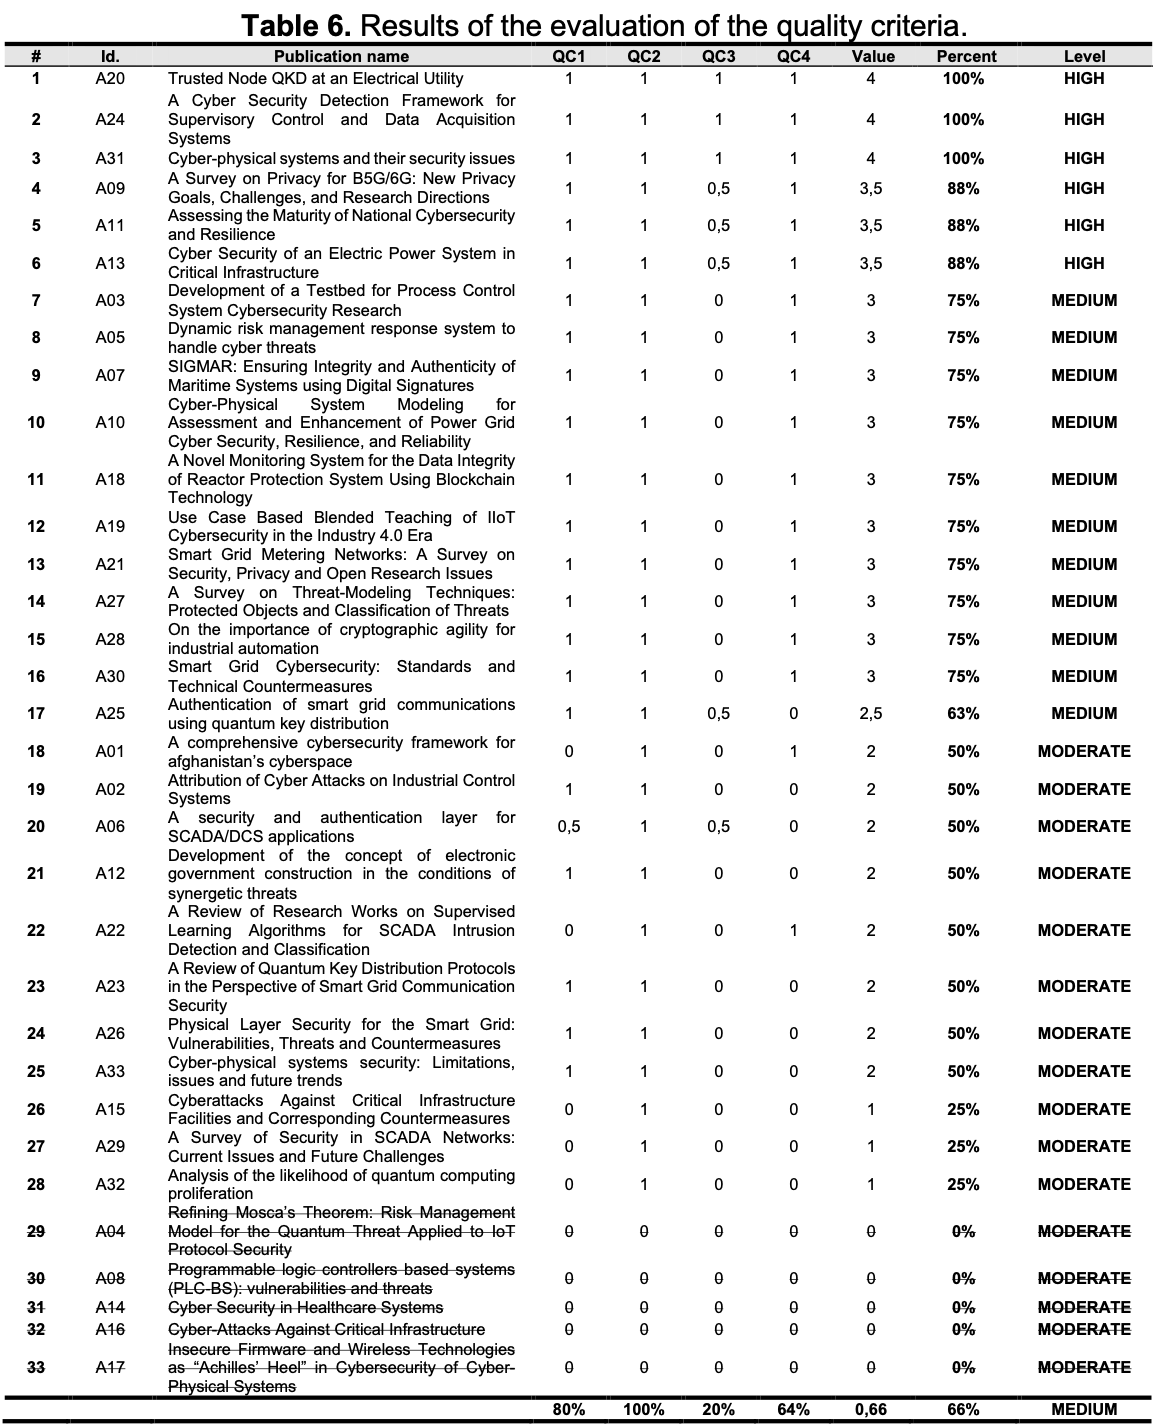 Table 6. Results of the evaluation of the quality criteria.
# Id. Publication name QC1 QC2 QC3 QC4 Value Percent Level
1 A20 Trusted Node QKD at an Electrical Utility 1 1 1 1 4 100% HIGH
A Cyber Security Detection Framework for
2 A24 Supervisory Control and Data Acquisition 1 1 1 1 4 100% HIGH
Systems
3 A31 Cyber-physical systems and their security issues 1 1 1 1 4 100% HIGH
4 A09 A Survey on Privacy for B5G/6G: New Privacy 1 1 0,5 1 3,5 88% HIGH
Goals, Challenges, and Research Directions
5 A11 Assessing the Maturity of National Cybersecurity 1 1 0,5 1 3,5 88% HIGH
and Resilience
6 A13 Cyber Security of an Electric Power System in 1 1 0,5 1 3,5 88% HIGH
Critical Infrastructure
7 A03 Development of a Testbed for Process Control 1 1 0 1 3 75% MEDIUM
System Cybersecurity Research
8 A05 Dynamic risk management response system to 1 1 0 1 3 75% MEDIUM
handle cyber threats
9 A07 SIGMAR: Ensuring Integrity and Authenticity of 1 1 0 1 3 75% MEDIUM
Maritime Systems using Digital Signatures
Cyber-Physical System Modeling for
10 A10 Assessment and Enhancement of Power Grid 1 1 0 1 3 75% MEDIUM
Cyber Security, Resilience, and Reliability
A Novel Monitoring System for the Data Integrity
11 A18 of Reactor Protection System Using Blockchain 1 1 0 1 3 75% MEDIUM
Technology
12 A19 Use Case Based Blended Teaching of IIoT 1 1 0 1 3 75% MEDIUM
Cybersecurity in the Industry 4.0 Era
13 A21 Smart Grid Metering Networks: A Survey on 1 1 0 1 3 75% MEDIUM
Security, Privacy and Open Research Issues
14 A27 A Survey on Threat-Modeling Techniques: 1 1 0 1 3 75% MEDIUM
Protected Objects and Classification of Threats
15 A28 On the importance of cryptographic agility for 1 1 0 1 3 75% MEDIUM
industrial automation
16 A30 Smart Grid Cybersecurity: Standards and 1 1 0 1 3 75% MEDIUM
Technical Countermeasures
17 A25 Authentication of smart grid communications 1 1 0,5 0 2,5 63% MEDIUM
using quantum key distribution
18 A01 A comprehensive cybersecurity framework for 0 1 0 1 2 50% MODERATE
afghanistan's cyberspace
19 A02 Attribution of Cyber Attacks on Industrial Control 1 1 0 0 2 50% MODERATE
Systems
20 A06 A security and authentication layer for 0,5 1 0,5 0 2 50% MODERATE
SCADA/DCS applications
Development of the concept of electronic
21 A12 government construction in the conditions of 1 1 0 0 2 50% MODERATE
synergetic threats
A Review of Research Works on Supervised
22 A22 Learning Algorithms for SCADA Intrusion 0 1 0 1 2 50% MODERATE
Detection and Classification
A Review of Quantum Key Distribution Protocols
23 A23 in the Perspective of Smart Grid Communication 1 1 0 0 2 50% MODERATE
Security
24 A26 Physical Layer Security for the Smart Grid: 1 1 0 0 2 50% MODERATE
Vulnerabilities, Threats and Countermeasures
25 A33 Cyber-physical systems security: Limitations, 1 1 0 0 2 50% MODERATE
issues and future trends
26 A15 Cyberattacks Against Critical Infrastructure 0 1 0 0 1 25% MODERATE
Facilities and Corresponding Countermeasures
27 A29 A Survey of Security in SCADA Networks: 0 1 0 0 1 25% MODERATE
Current Issues and Future Challenges
28 A32 Analysis of the likelihood of quantum computing 0 1 0 0 1 25% MODERATE
proliferation
Refining Mosca's Theorem: Risk Management
29 A04 Model for the Quantum Threat Applied to IoT 0 0 0 0 0 0% MODERATE
Protocol Security
30 A08 Programmable logic controllers based systems 0 0 0 0 0 0% MODERATE
(PLC-BS): vulnerabilities and threats
31 A14 Cyber Security in Healthcare Systems 0 0 0 0 0 0% MODERATE
32 A16 Cyber-Attacks Against Critical Infrastructure 0 0 0 0 0 0% MODERATE
Insecure Firmware and Wireless Technologies
33 A17 as “Achilles’ Heel” in Cybersecurity of Cyber- 0 0 0 0 0 0% MODERATE
Physical Systems
80% 100% 20% 64% 0,66 66% MEDIUM